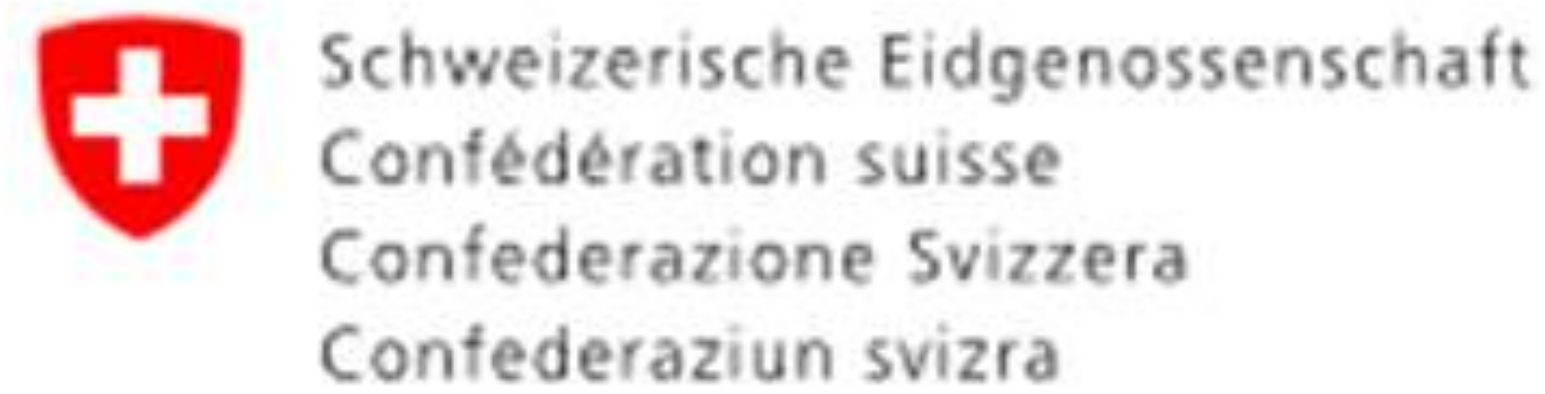 Schweizerische Eidgenossenschaft
Confédération suisse
Confederazione Svizzera
Confederaziun svizra